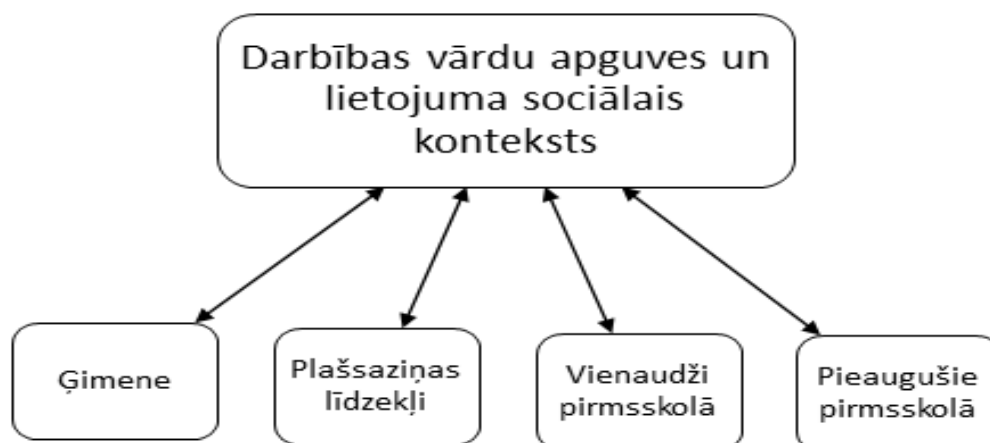 Darbības vārdu apguves un
lietojuma sociālais
konteksts
Ģimene
Plašsaziņas
līdzekļi
Vienaudži
pirmsskolā
Pieaugušie
pirmsskolā